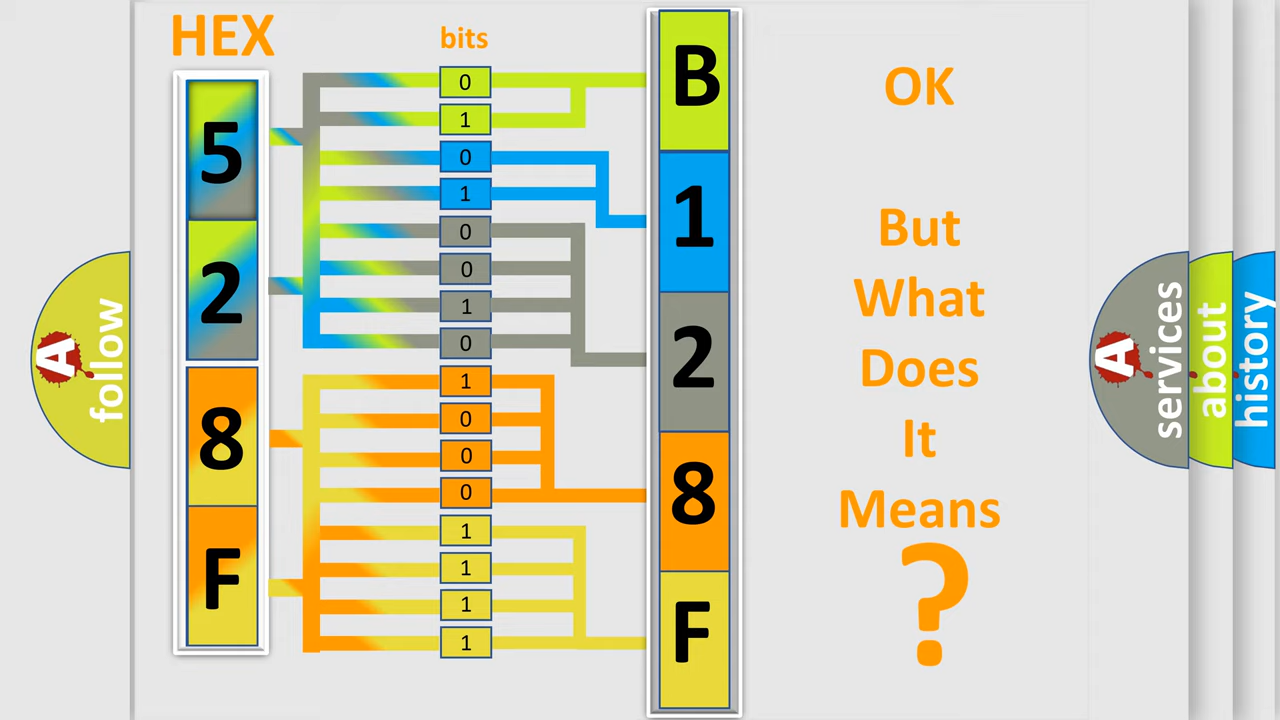 HEX
bits
5
2
8
F
0
1
0
1
0
0
1
0
1
0
0
0
1
1
1
1
B
1
2
8
F
OK
But
What
Does
It
Means
?
A
follow
A
services
about
history